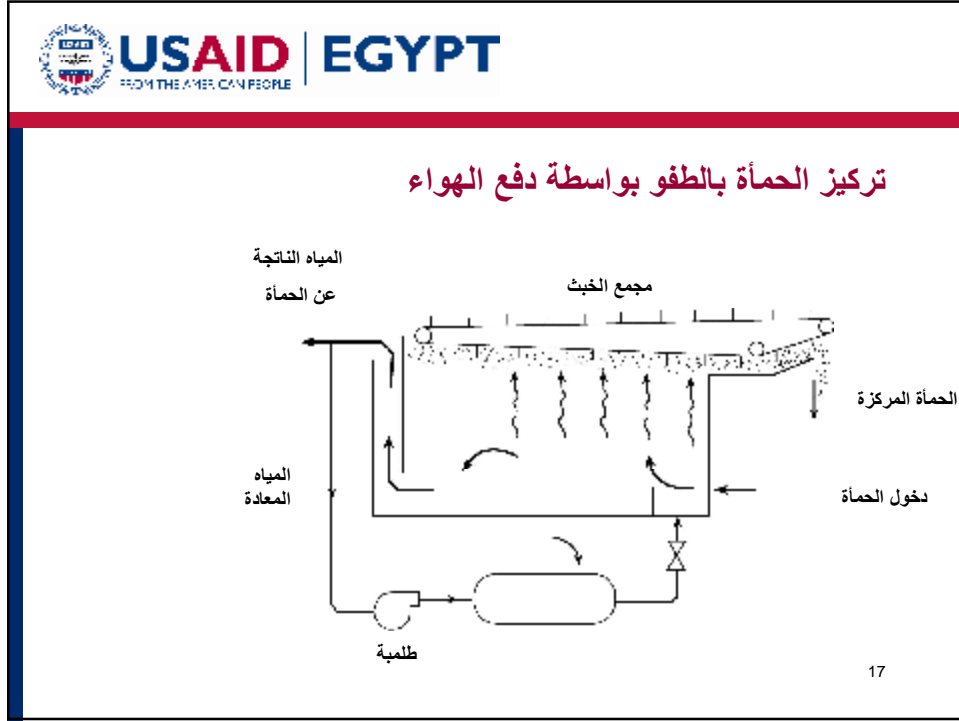 USAID | EGYPT
FROM THE AMERICAN PEOPLE
تركيز الحمأة بالطفو بواسطة دفع الهواء
المياه الناتجة
عن الحمأة
مجمع الخبث
الحمأة المركزة
المياه
المعادة
دخول الحمأة
طلمبة
17